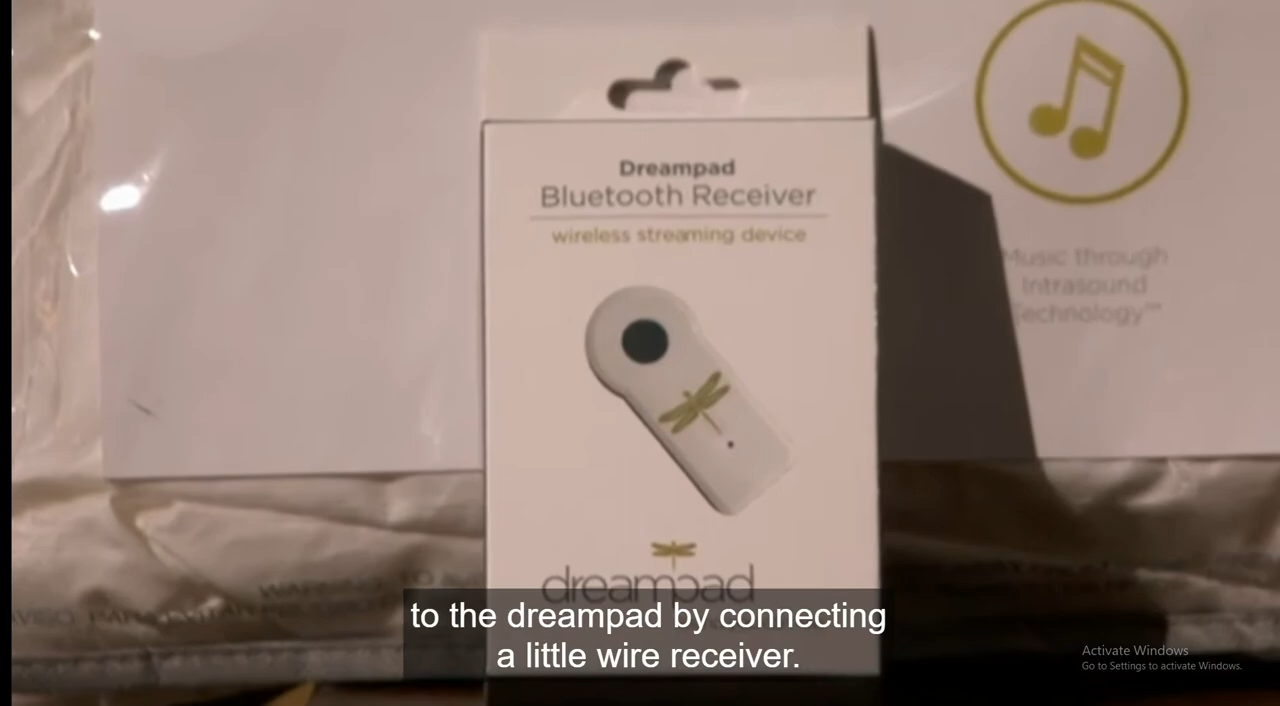 Dreampad
Bluetooth Receiver
wireless streaming device
Music through
Intrasound
Technology™
dreampad
to the dreampad by connecting
a little wire receiver.
Activate Windows
Go to Settings to activate Windows.